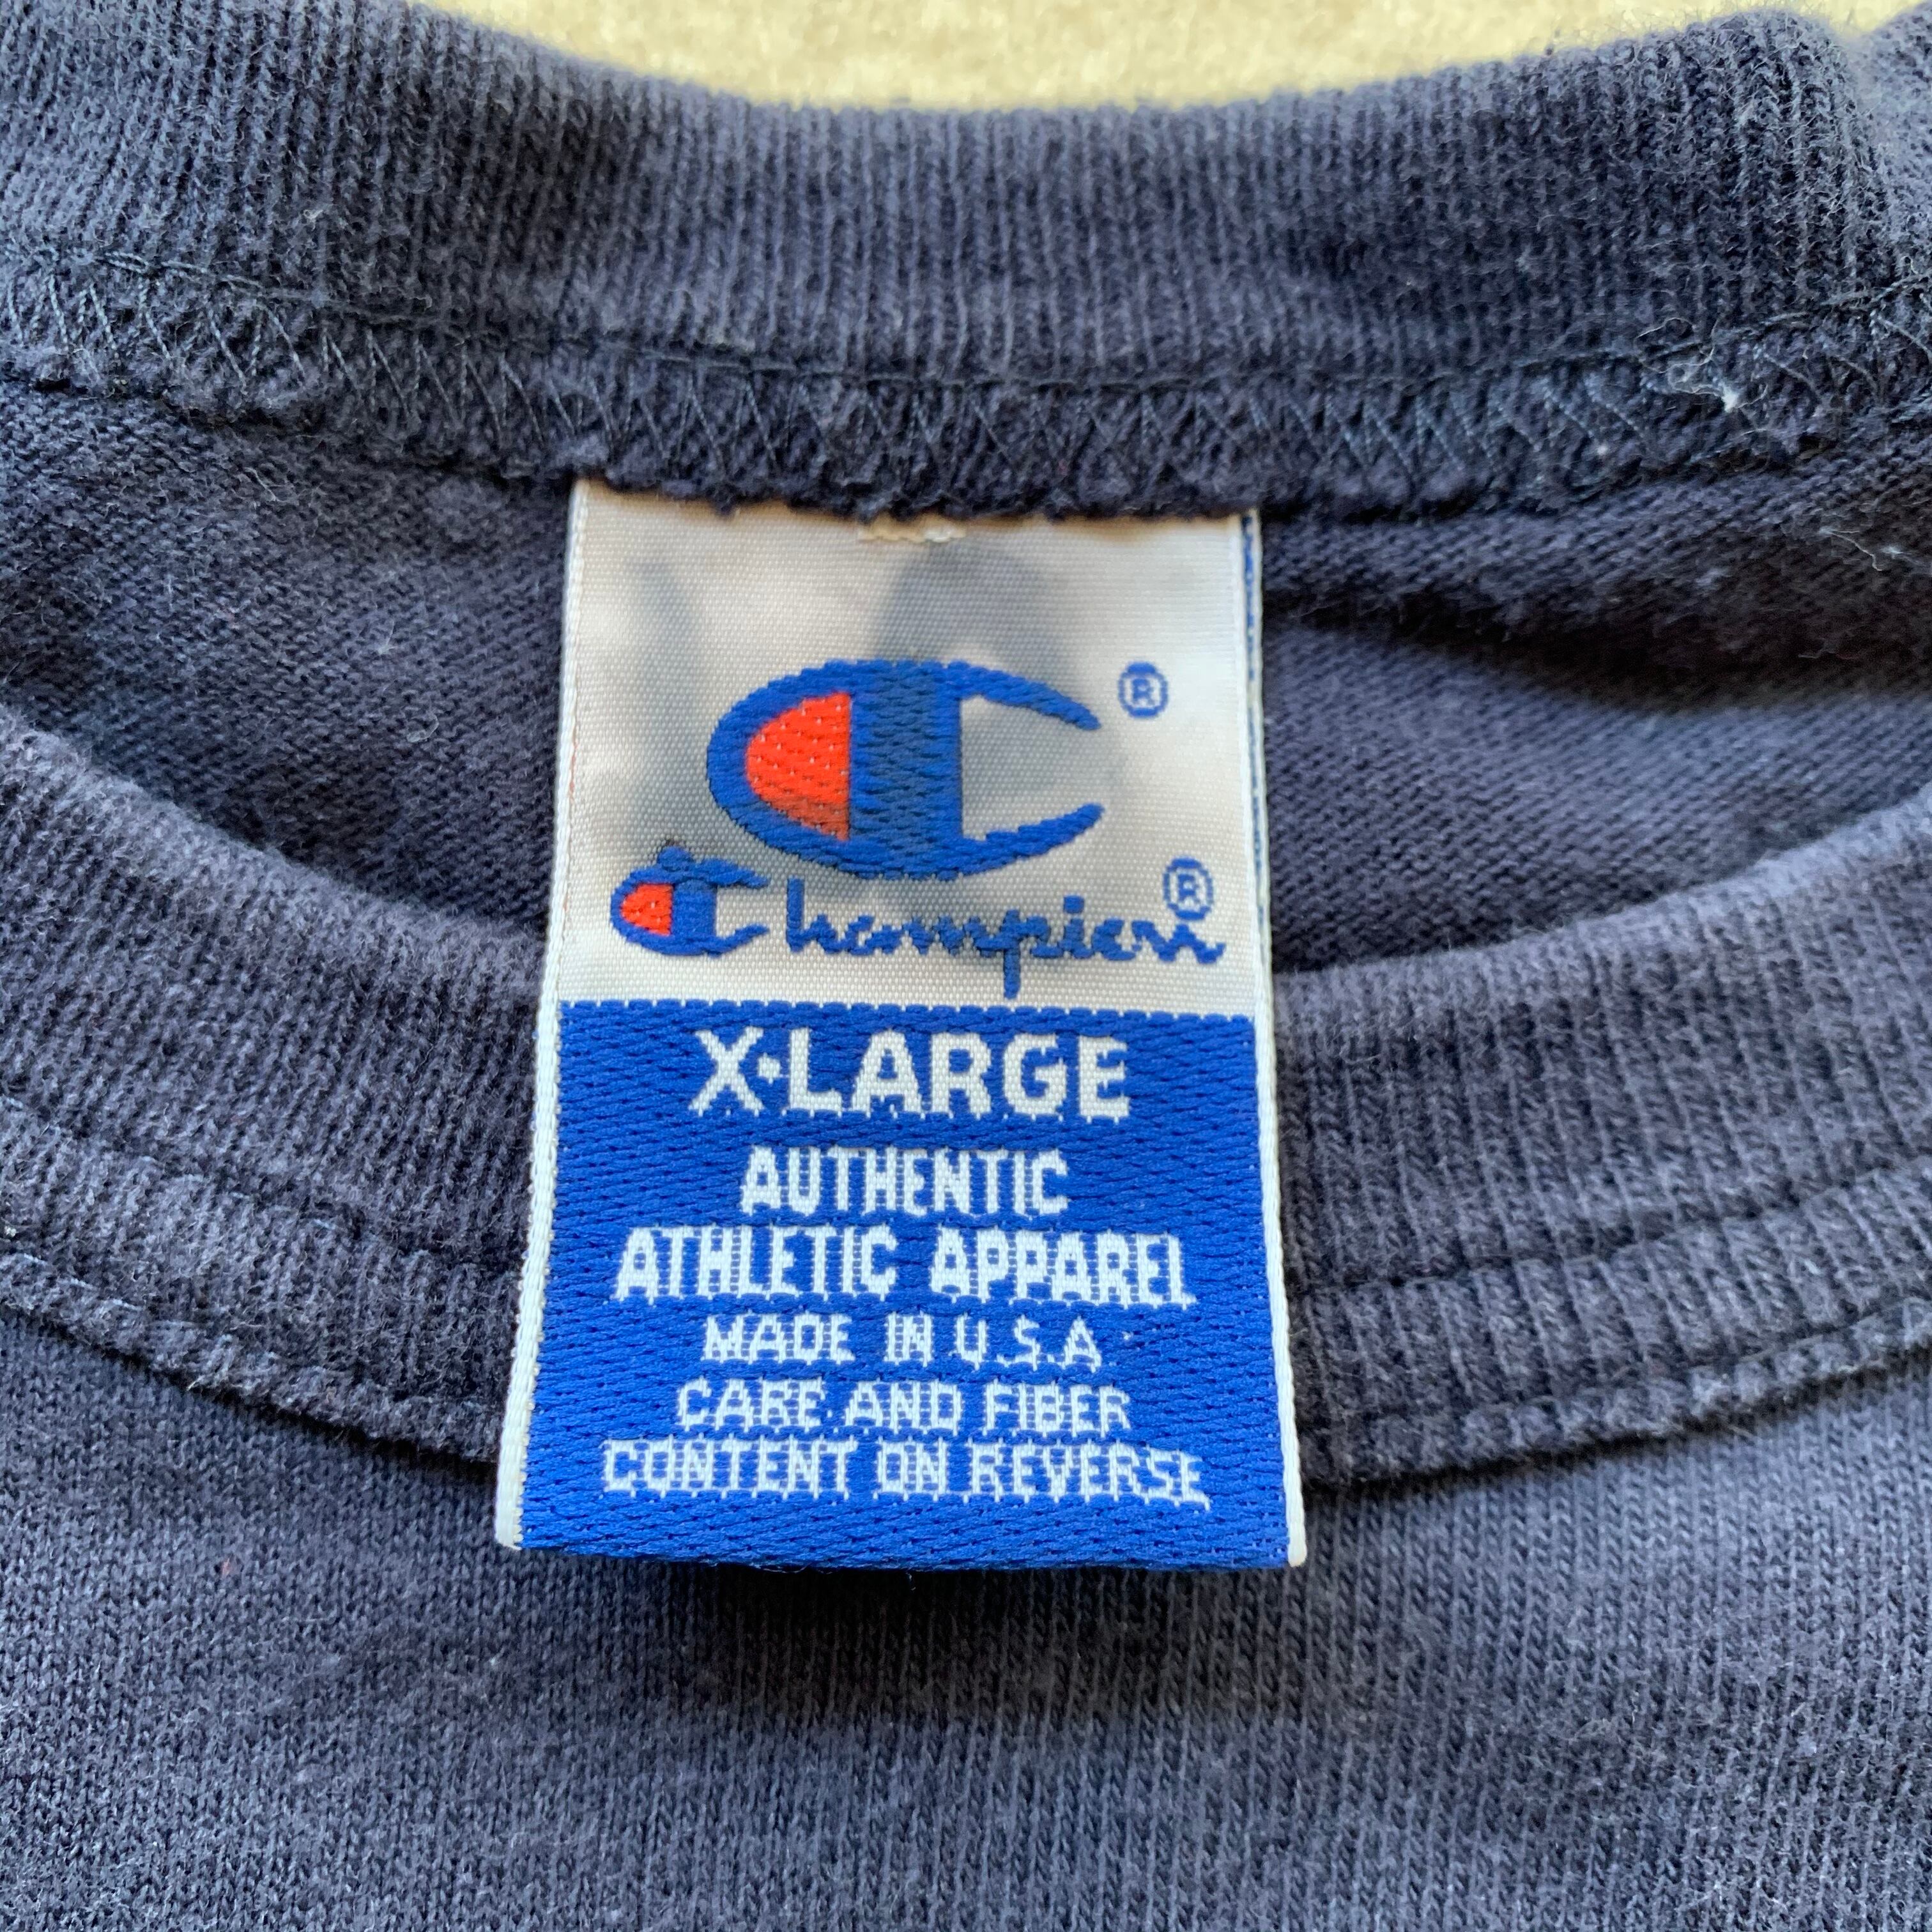 ®
Champion®
X-LARGE
AUTHENTIC
ATHLETIC APPAREL
MADE IN U.S.A.
CARE AND FIBER
CONTENT ON REVERSE